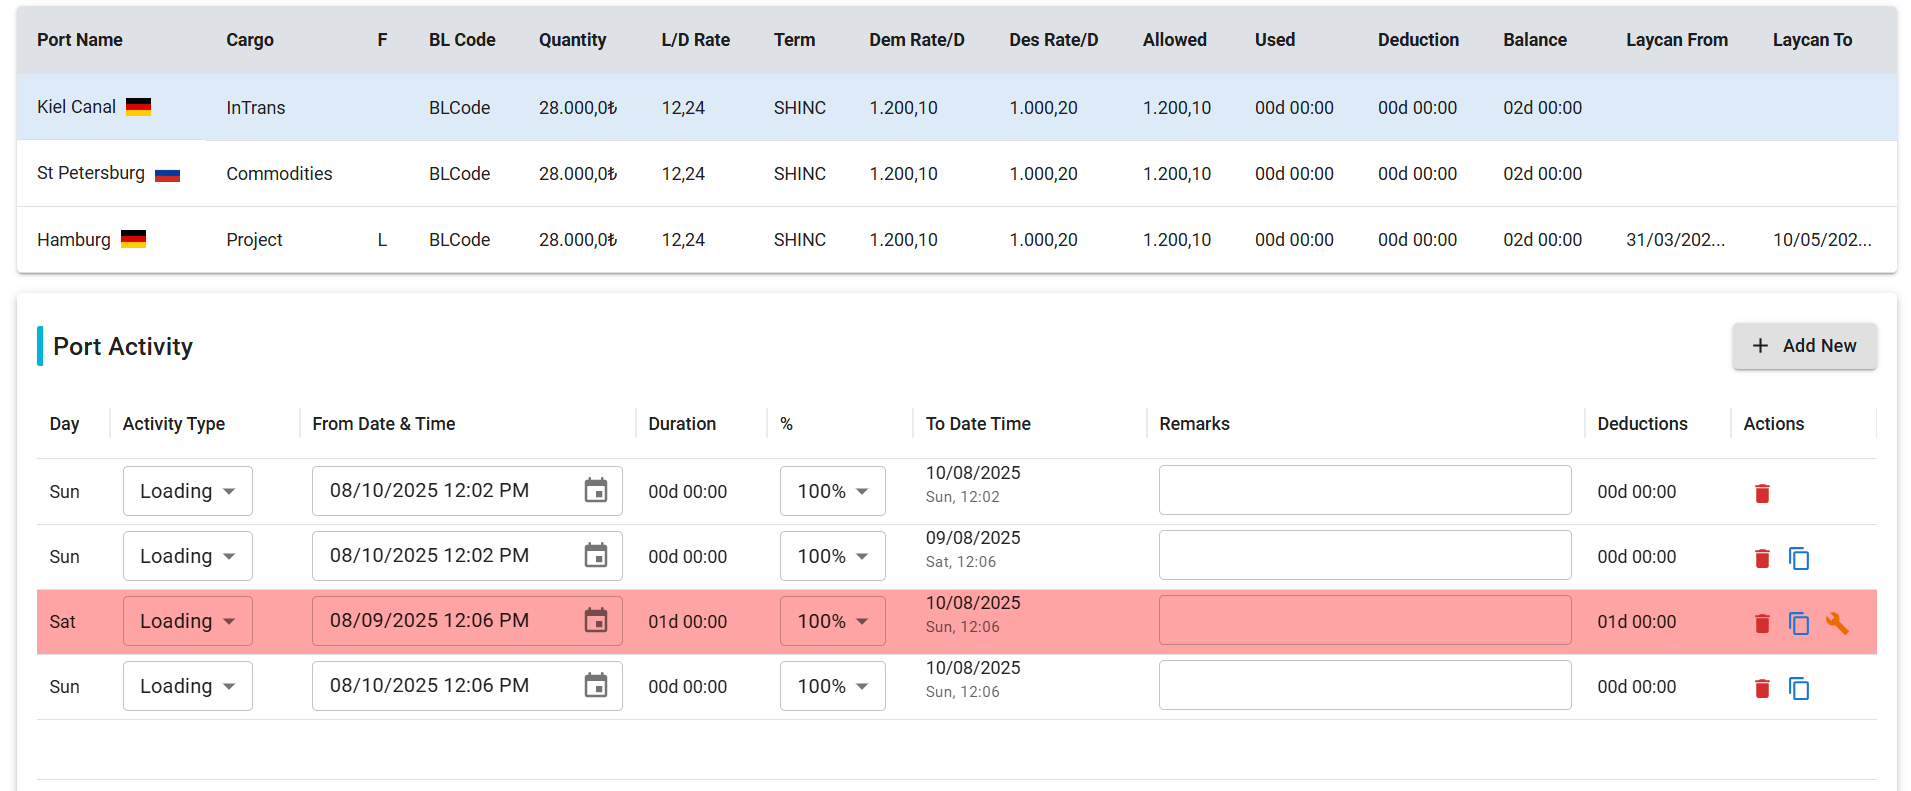 Port Name Cargo F BL Code Quantity L/D Rate Term Dem Rate/D Des Rate/D Allowed Used Deduction Balance Laycan From Laycan To
Kiel Canal InTrans BLCode 28.000,0₺ 12,24 SHINC 1.200,10 1.000,20 1.200,10 00d 00:00 00d 00:00 02d 00:00
St Petersburg Commodities BLCode 28.000,0₺ 12,24 SHINC 1.200,10 1.000,20 1.200,10 00d 00:00 00d 00:00 02d 00:00
Hamburg Project L BLCode 28.000,0₺ 12,24 SHINC 1.200,10 1.000,20 1.200,10 00d 00:00 00d 00:00 02d 00:00 31/03/202... 10/05/202...
Port Activity
Add New
Day Activity Type From Date & Time Duration % To Date Time Remarks Deductions Actions
Sun Loading 08/10/2025 12:02 PM 00d 00:00 100% 10/08/2025 00d 00:00
Sun, 12:02
Sun Loading 08/10/2025 12:02 PM 00d 00:00 100% 09/08/2025 00d 00:00
Sat, 12:06
Sat Loading 08/09/2025 12:06 PM 01d 00:00 100% 10/08/2025 01d 00:00
Sun, 12:06
Sun Loading 08/10/2025 12:06 PM 00d 00:00 100% 10/08/2025 00d 00:00
Sun, 12:06